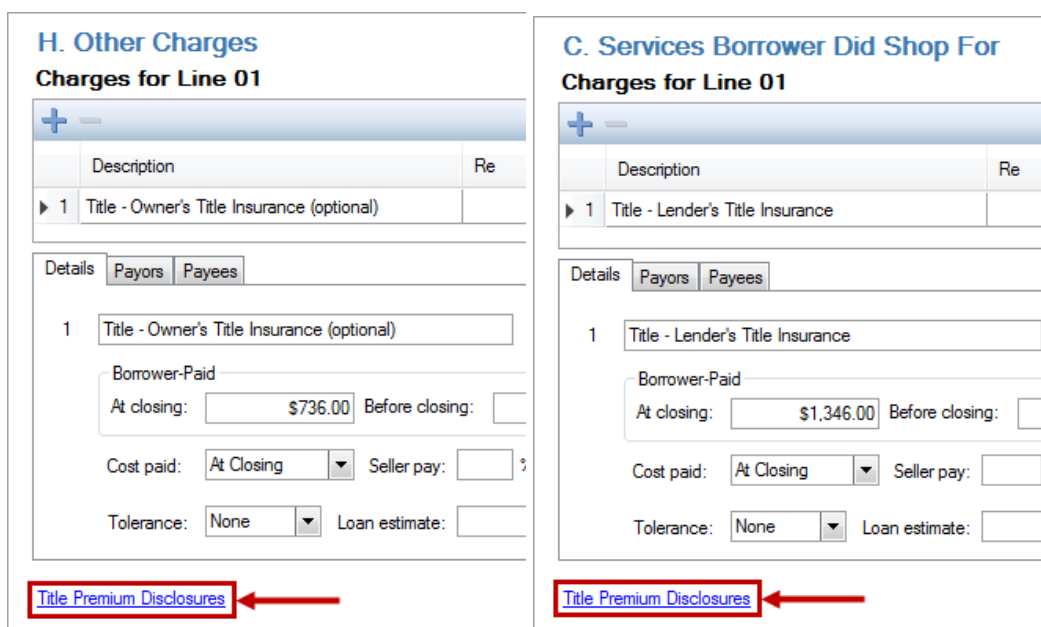 H. Other Charges
Charges for Line 01
Description Re
1 Title - Owner's Title Insurance (optional)
Details Payors Payees
1 Title - Owner's Title Insurance (optional)
Borrower-Paid
At closing: $736.00 Before closing:
Cost paid: At Closing Seller pay: %
Tolerance: None Loan estimate:
Title Premium Disclosures
C. Services Borrower Did Shop For
Charges for Line 01
Description Re
1 Title - Lender's Title Insurance
Details Payors Payees
1 Title - Lender's Title Insurance
Borrower-Paid
At closing: $1,346.00 Before closing:
Cost paid: At Closing Seller pay:
Tolerance: None Loan estimate:
Title Premium Disclosures